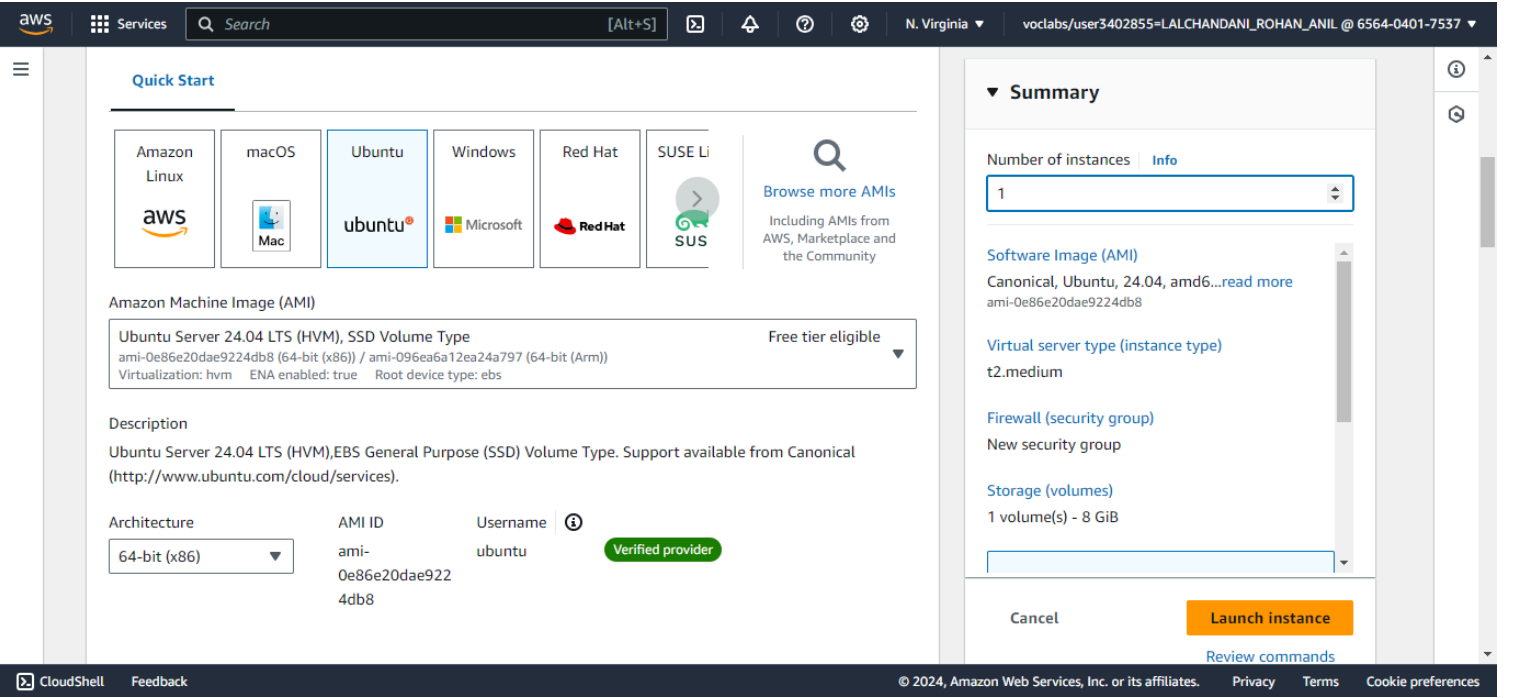 aws
Services
Search
[Alt+S]
N. Virginia
voclabs/user3402855=LALCHANDANI_ROHAN_ANIL @ 6564-0401-7537
Quick Start
Amazon
Linux
aws
macOS
Mac
Ubuntu
ubuntu®
Windows
Microsoft
Red Hat
Red Hat
SUSE Li
SUS
Browse more AMIs
Including AMIs from
AWS, Marketplace and
the Community
Amazon Machine Image (AMI)
Ubuntu Server 24.04 LTS (HVM), SSD Volume Type
Free tier eligible
ami-0e86e20dae9224db8 (64-bit (x86)) / ami-096ea6a12ea24a797 (64-bit (Arm))
Virtualization: hvm ENA enabled: true Root device type: ebs
Description
Ubuntu Server 24.04 LTS (HVM),EBS General Purpose (SSD) Volume Type. Support available from Canonical
(http://www.ubuntu.com/cloud/services).
Architecture
64-bit (x86)
AMI ID
ami-
0e86e20dae922
4db8
Username
ubuntu
Verified provider
Summary
Number of instances Info
1
Software Image (AMI)
Canonical, Ubuntu, 24.04, amd6...read more
ami-0e86e20dae9224db8
Virtual server type (instance type)
t2.medium
Firewall (security group)
New security group
Storage (volumes)
1 volume(s) - 8 GiB
Cancel
Launch instance
Review commands
CloudShell
Feedback
© 2024, Amazon Web Services, Inc. or its affiliates.
Privacy
Terms
Cookie preferences